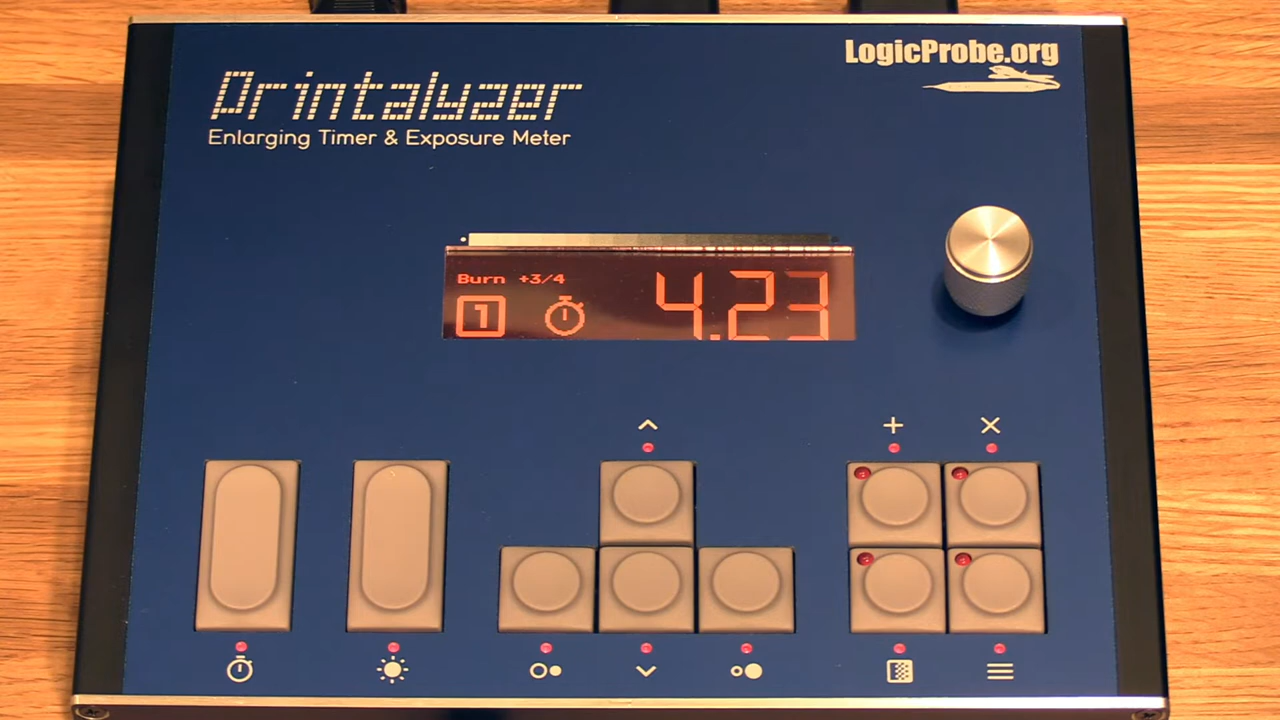 LogicProbe.org
Printalyzer
Enlarging Timer & Exposure Meter
Burn +3/4
1
4.23